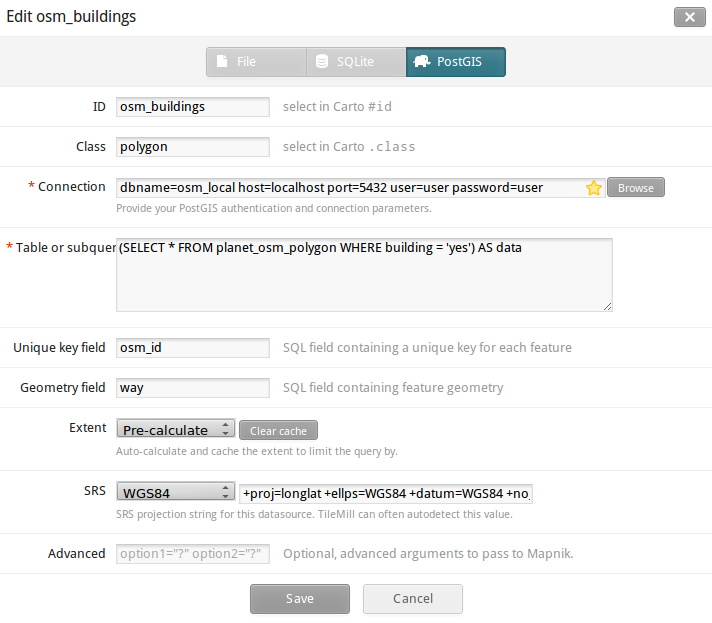 Edit osm_buildings
File SQLite PostGIS
ID osm_buildings select in Carto #id
Class polygon select in Carto .class
* Connection dbname=osm_local host=localhost port=5432 user=user password=user Browse
Provide your PostGIS authentication and connection parameters.
* Table or subquer (SELECT * FROM planet_osm_polygon WHERE building = 'yes') AS data
Unique key field osm_id SQL field containing a unique key for each feature
Geometry field way SQL field containing feature geometry
Extent Pre-calculate Clear cache
Auto-calculate and cache the extent to limit the query by.
SRS WGS84 +proj=longlat +ellps=WGS84 +datum=WGS84 +no_
SRS projection string for this datasource. TileMill can often autodetect this value.
Advanced option1="?" option2="?" Optional, advanced arguments to pass to Mapnik.
Save Cancel